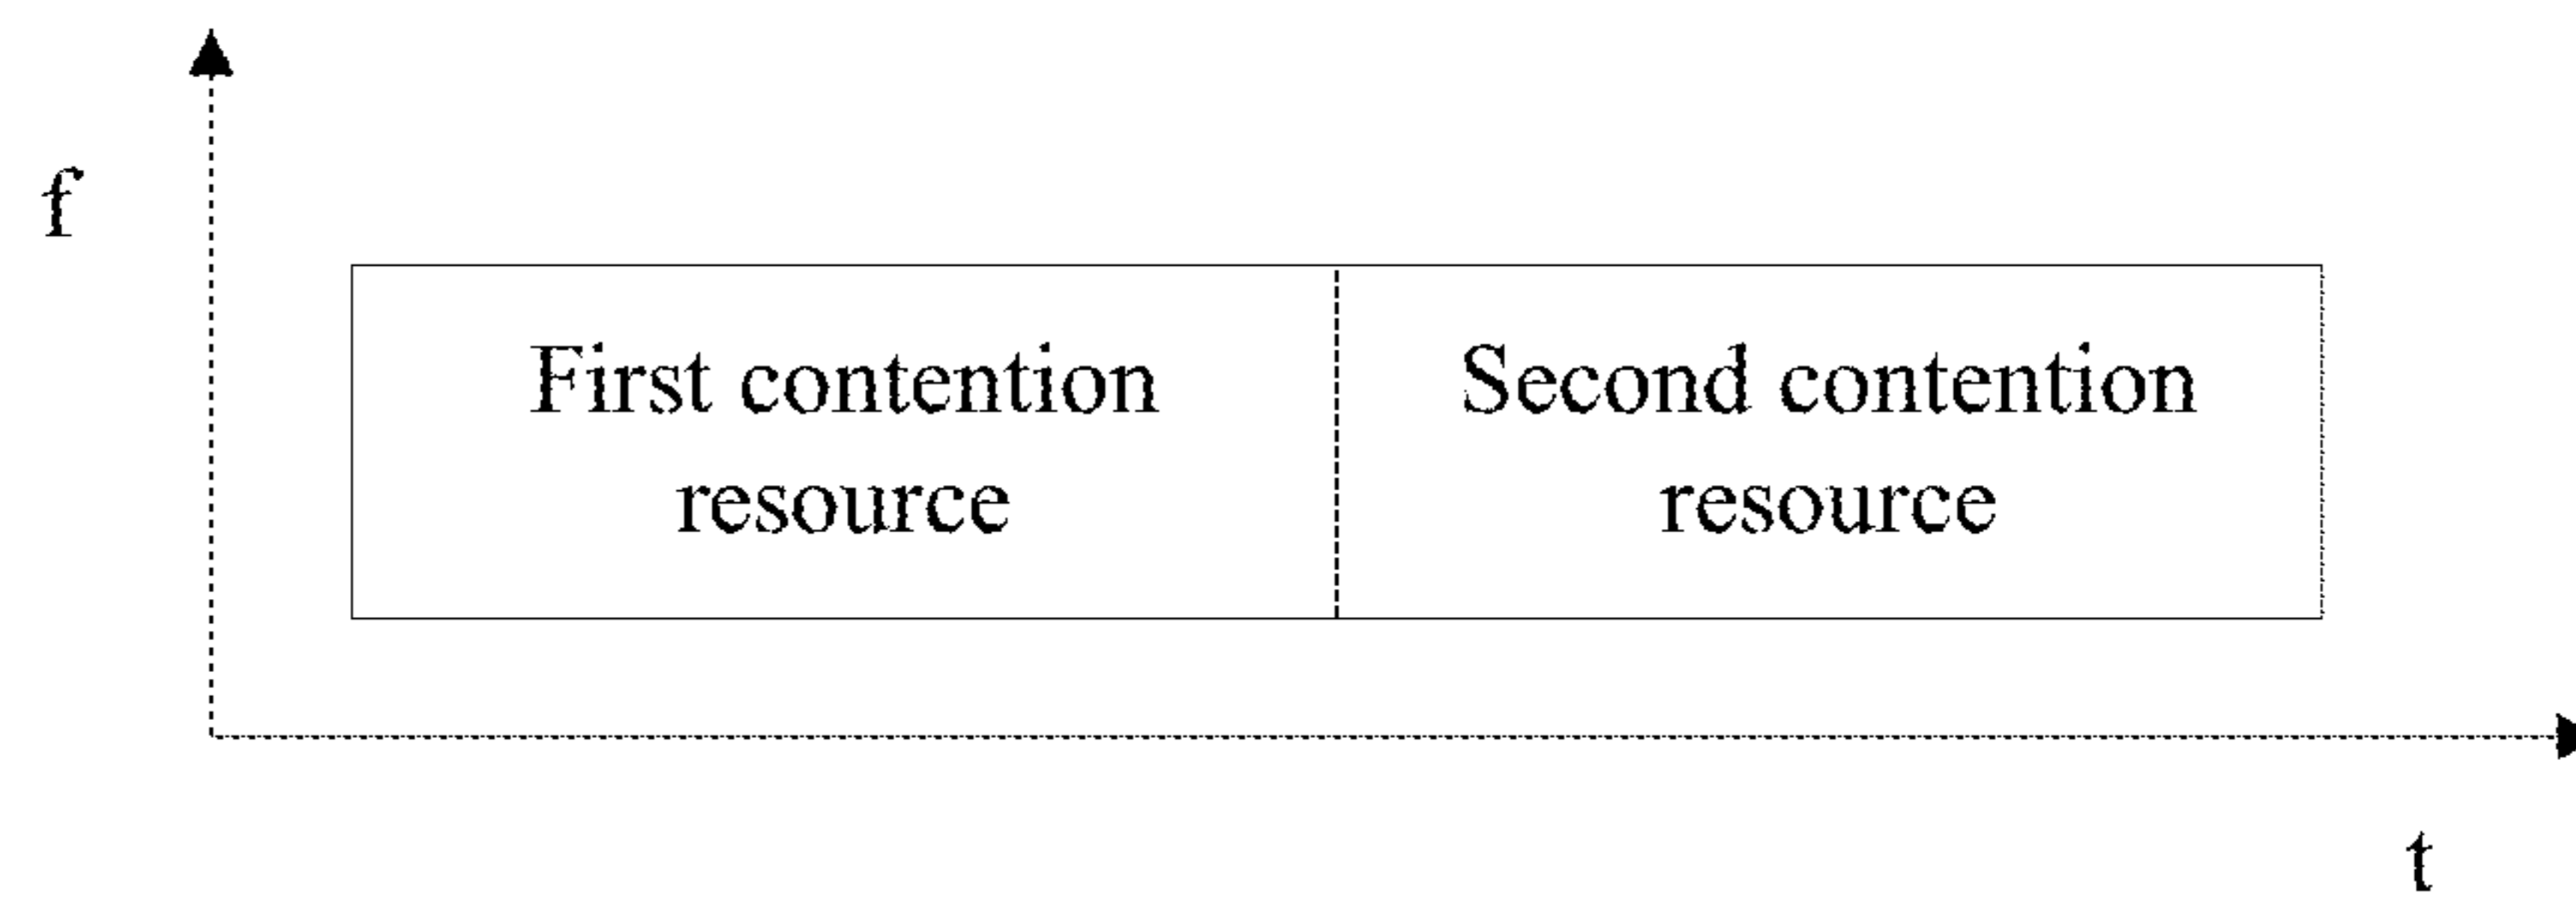 f
First contention
resource
Second contention
resource
t